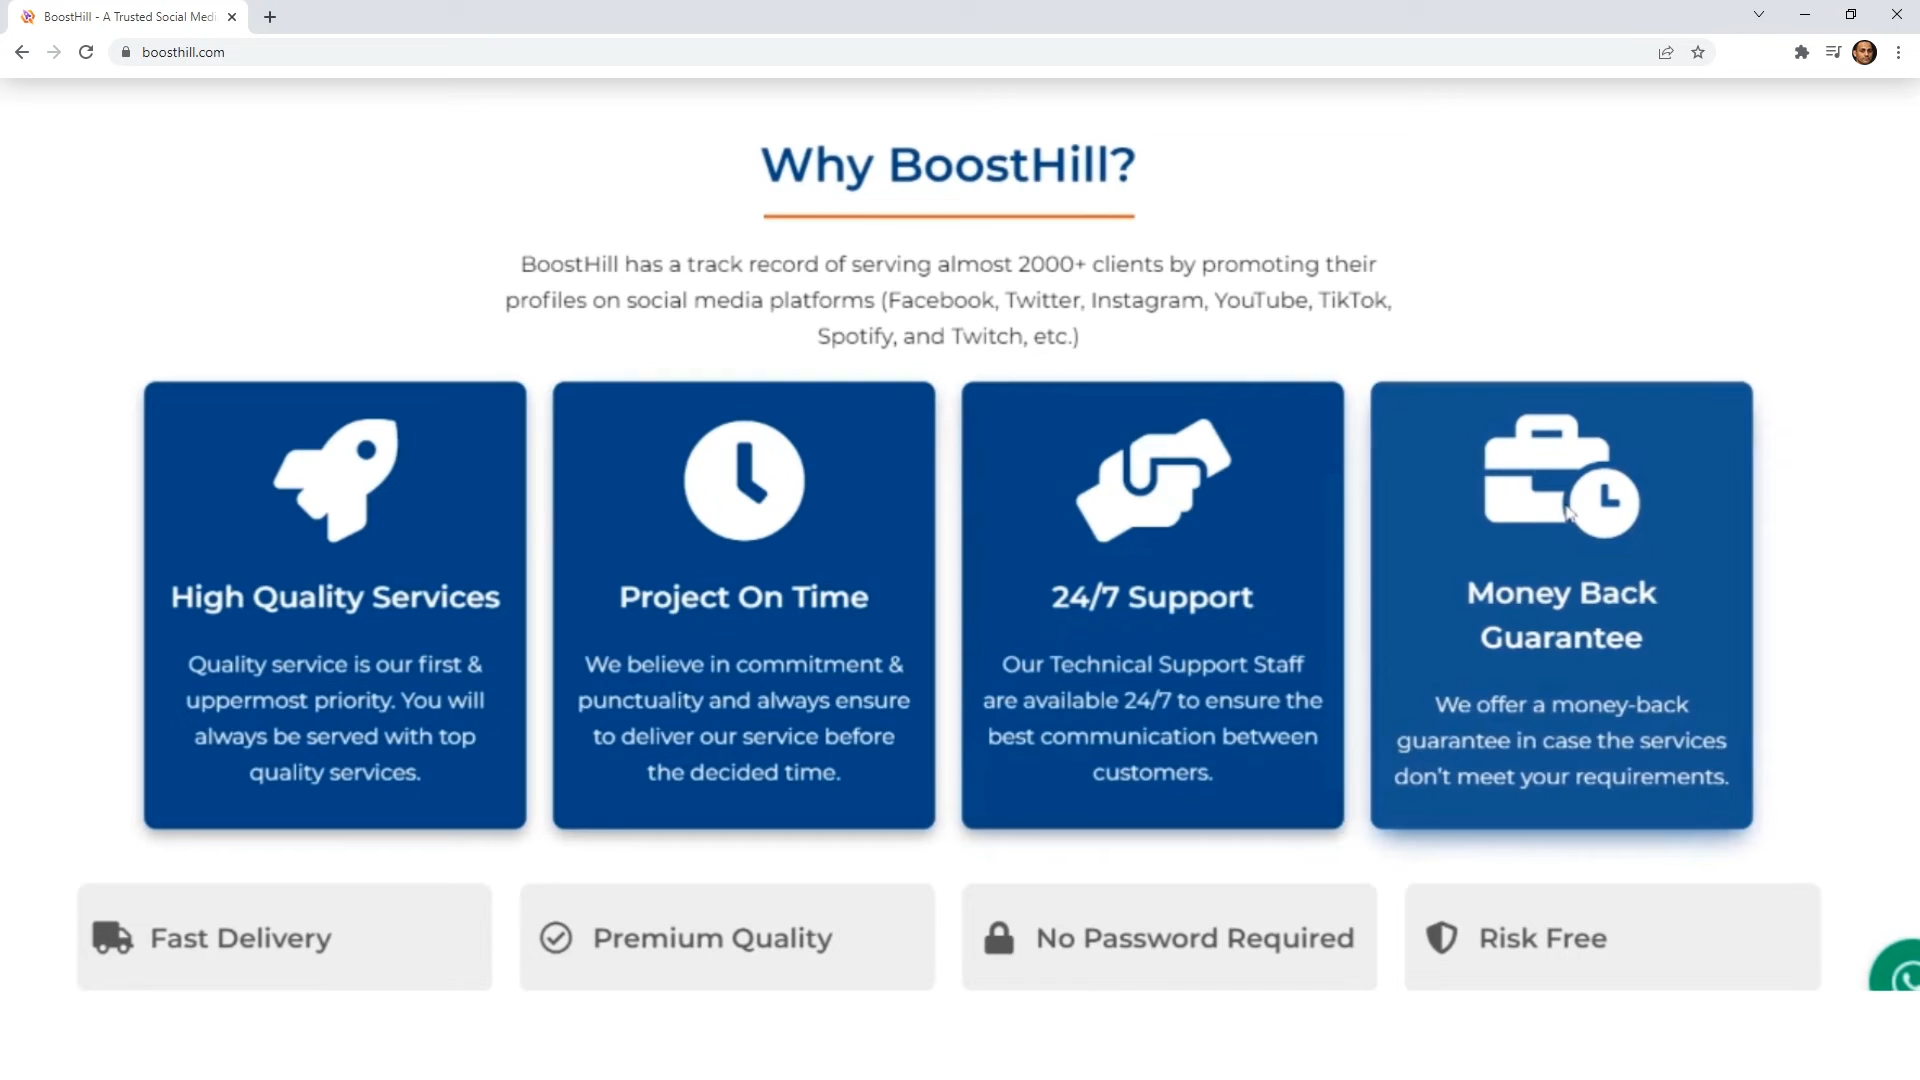 BoostHill - A Trusted Social Medi
boosthill.com
Why BoostHill?
BoostHill has a track record of serving almost 2000+ clients by promoting their
profiles on social media platforms (Facebook, Twitter, Instagram, YouTube, TikTok,
Spotify, and Twitch, etc.)
High Quality Services
Quality service is our first &
uppermost priority. You will
always be served with top
quality services.
Project On Time
We believe in commitment &
punctuality and always ensure
to deliver our service before
the decided time.
24/7 Support
Our Technical Support Staff
are available 24/7 to ensure the
best communication between
customers.
Money Back
Guarantee
We offer a money-back
guarantee in case the services
don't meet your requirements.
Fast Delivery
Premium Quality
No Password Required
Risk Free